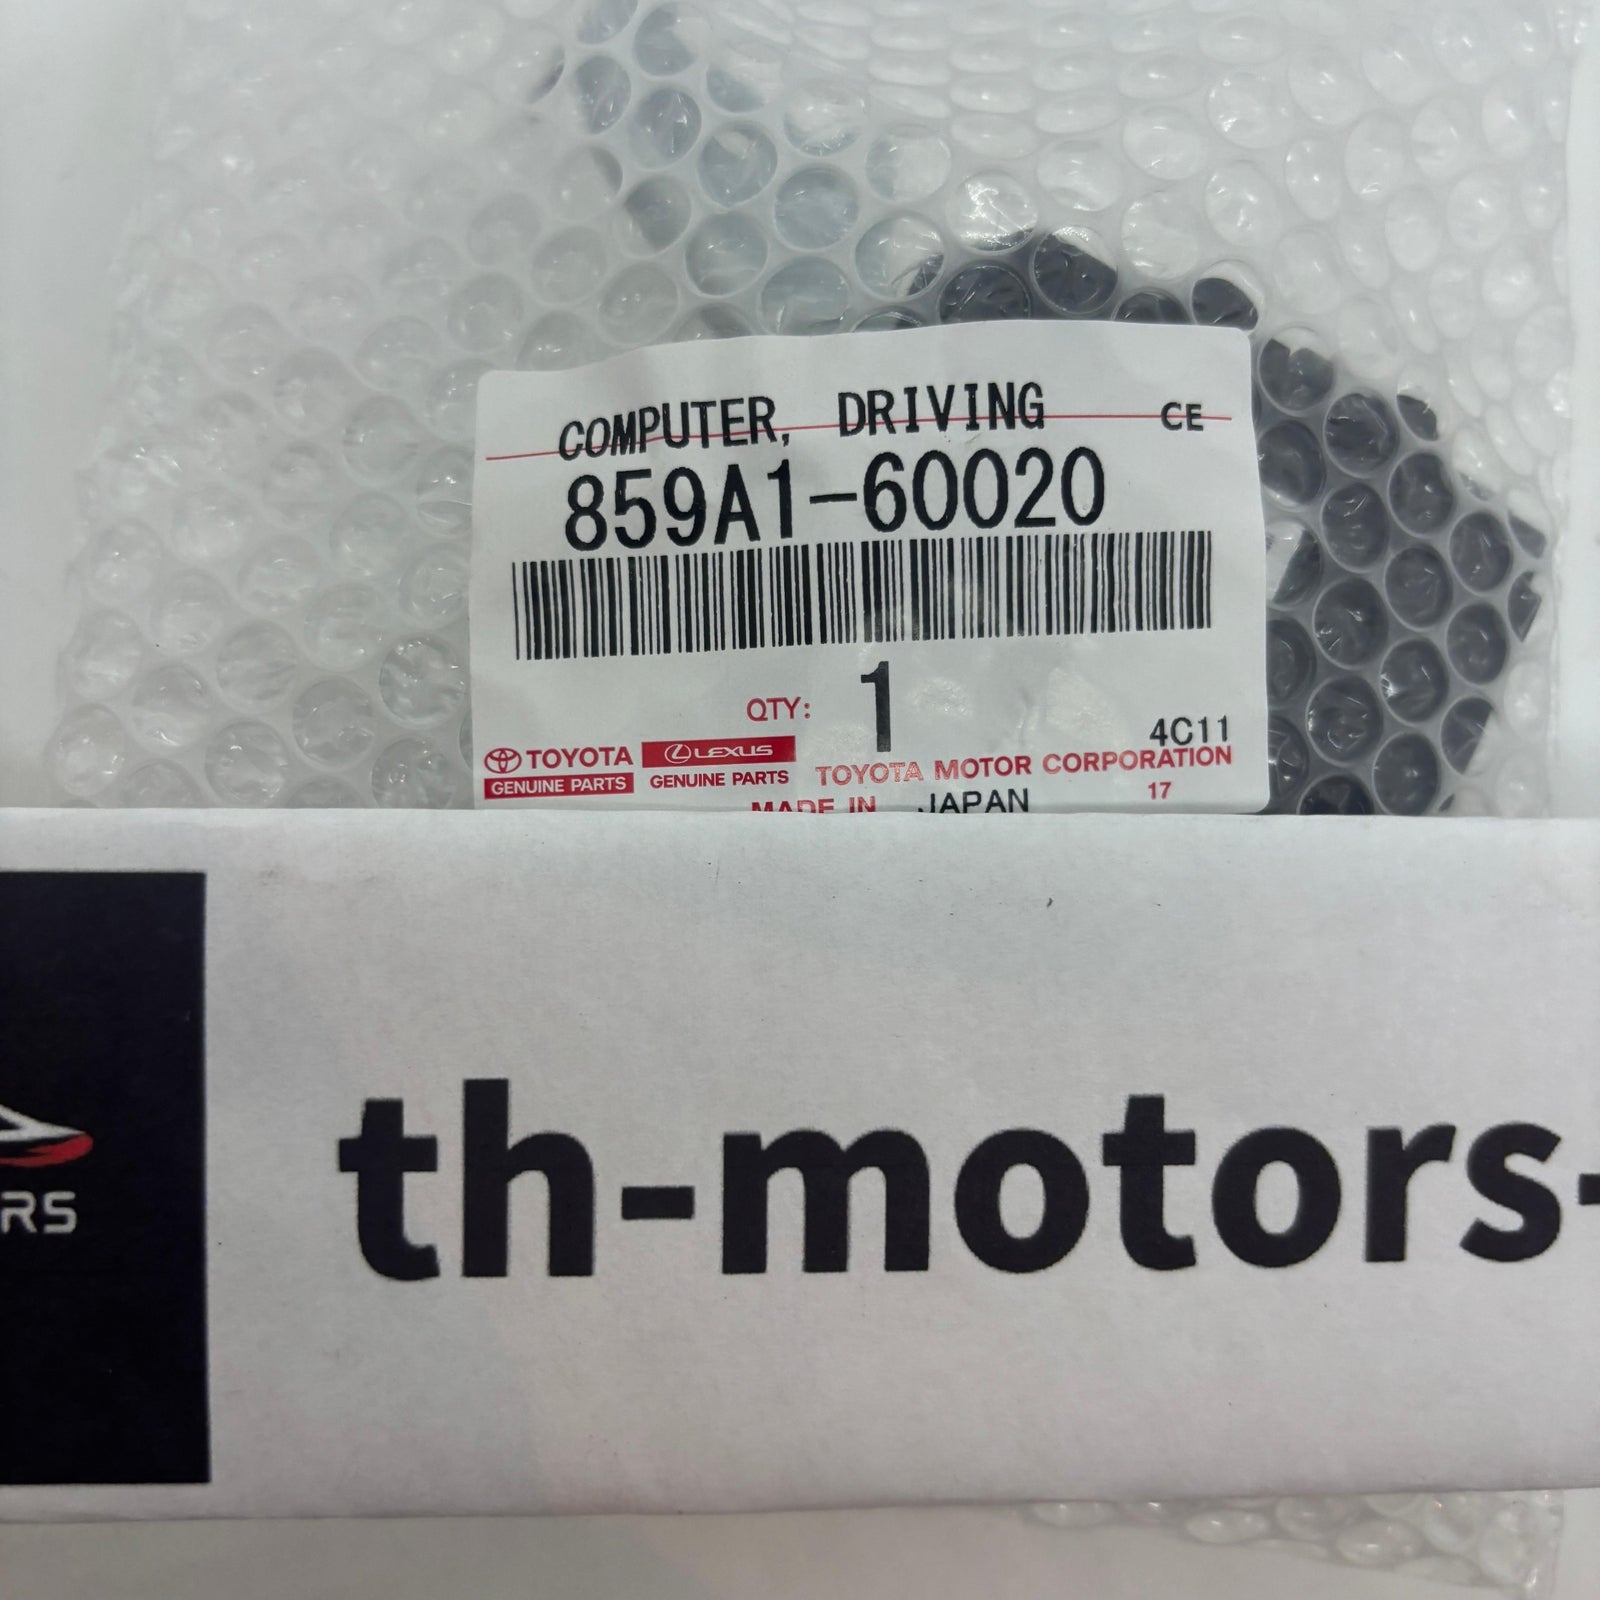 COMPUTER, DRIVING CE
859A1-60020
QTY: 1
4C11
TOYOTA LEXUS
GENUINE PARTS GENUINE PARTS TOYOTA MOTOR CORPORATION
MADE IN JAPAN 17
th-motors-
RS